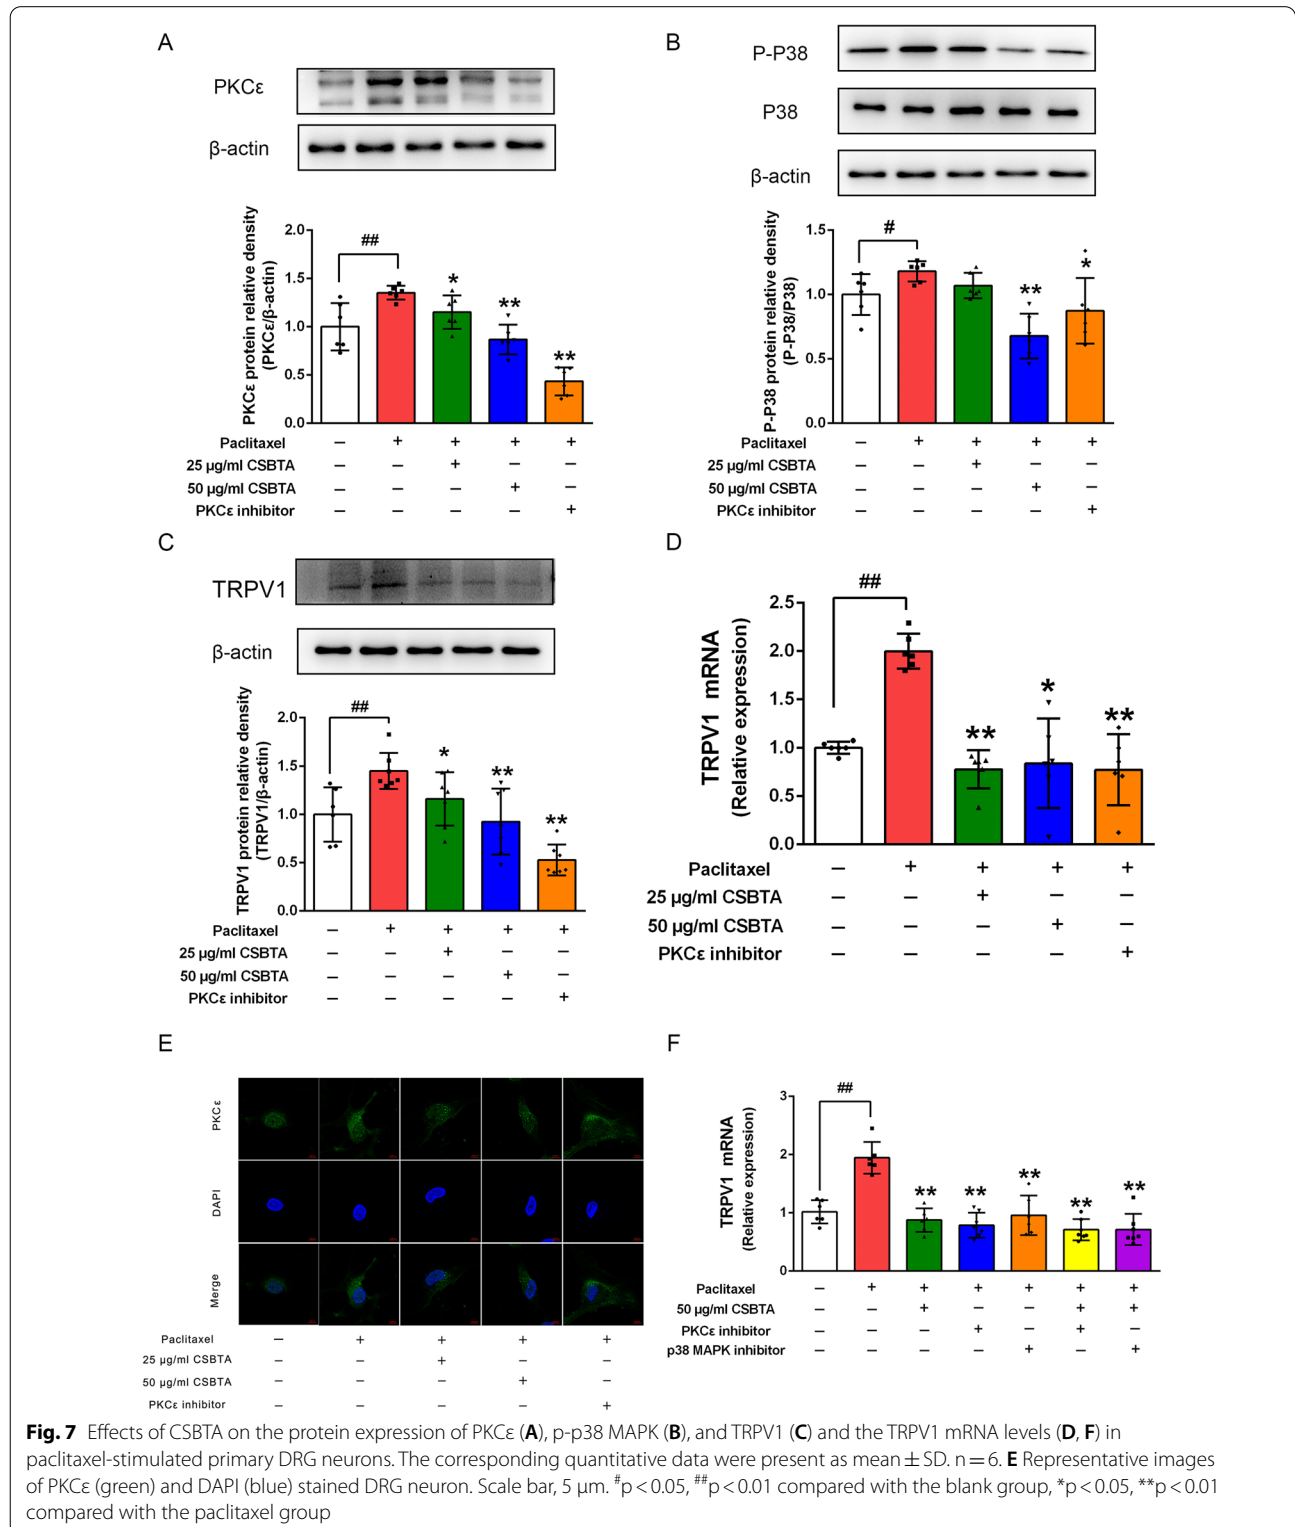 A
PKCε
β-actin
PKCε protein relative density
(PKCε/β-actin)
2.0
1.5
1.0
0.5
0.0
##
*
**
**
Paclitaxel – + + + +
25 μg/ml CSBTA – – + – –
50 μg/ml CSBTA – – – + –
PKCε inhibitor – – – – +
B
P-P38
P38
β-actin
P-P38 protein relative density
(P-P38/P38)
1.5
1.0
0.5
0.0
#
**
*
Paclitaxel – + + + +
25 μg/ml CSBTA – – + – –
50 μg/ml CSBTA – – – + –
PKCε inhibitor – – – – +
C
TRPV1
β-actin
TRPV1 protein relative density
(TRPV1/β-actin)
2.0
1.5
1.0
0.5
0.0
##
*
**
**
Paclitaxel – + + + +
25 μg/ml CSBTA – – + – –
50 μg/ml CSBTA – – – + –
PKCε inhibitor – – – – +
D
TRPV1 mRNA
(Relative expression)
2.5
2.0
1.5
1.0
0.5
0.0
##
**
*
**
Paclitaxel – + + + +
25 μg/ml CSBTA – – + – –
50 μg/ml CSBTA – – – + –
PKCε inhibitor – – – – +
E
PKCε
DAPI
Merge
Paclitaxel – + + + +
25 μg/ml CSBTA – – + – –
50 μg/ml CSBTA – – – + –
PKCε inhibitor – – – – +
F
TRPV1 mRNA
(Relative expression)
3
2
1
0
##
**
**
**
**
**
Paclitaxel – + + + + + +
50 μg/ml CSBTA – – + – – + +
PKCε inhibitor – – – + – + –
p38 MAPK inhibitor – – – – + – +
Fig. 7 Effects of CSBTA on the protein expression of PKCε (A), p-p38 MAPK (B), and TRPV1 (C) and the TRPV1 mRNA levels (D, F) in
paclitaxel-stimulated primary DRG neurons. The corresponding quantitative data were present as mean ± SD. n = 6. E Representative images
of PKCε (green) and DAPI (blue) stained DRG neuron. Scale bar, 5 μm. #p < 0.05, ##p < 0.01 compared with the blank group, *p < 0.05, **p < 0.01
compared with the paclitaxel group